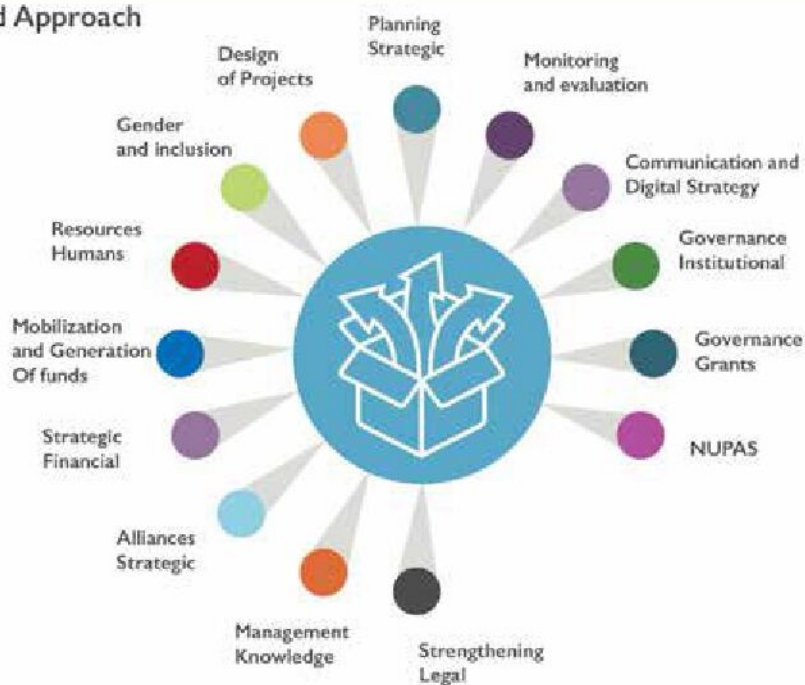 d Approach
Planning
Strategic
Monitoring
and evaluation
Communication and
Digital Strategy
Governance
Institutional
Governance
Grants
NUPAS
Strengthening
Legal
Management
Knowledge
Alliances
Strategic
Strategic
Financial
Mobilization
and Generation
Of funds
Resources
Humans
Gender
and inclusion
Design
of Projects